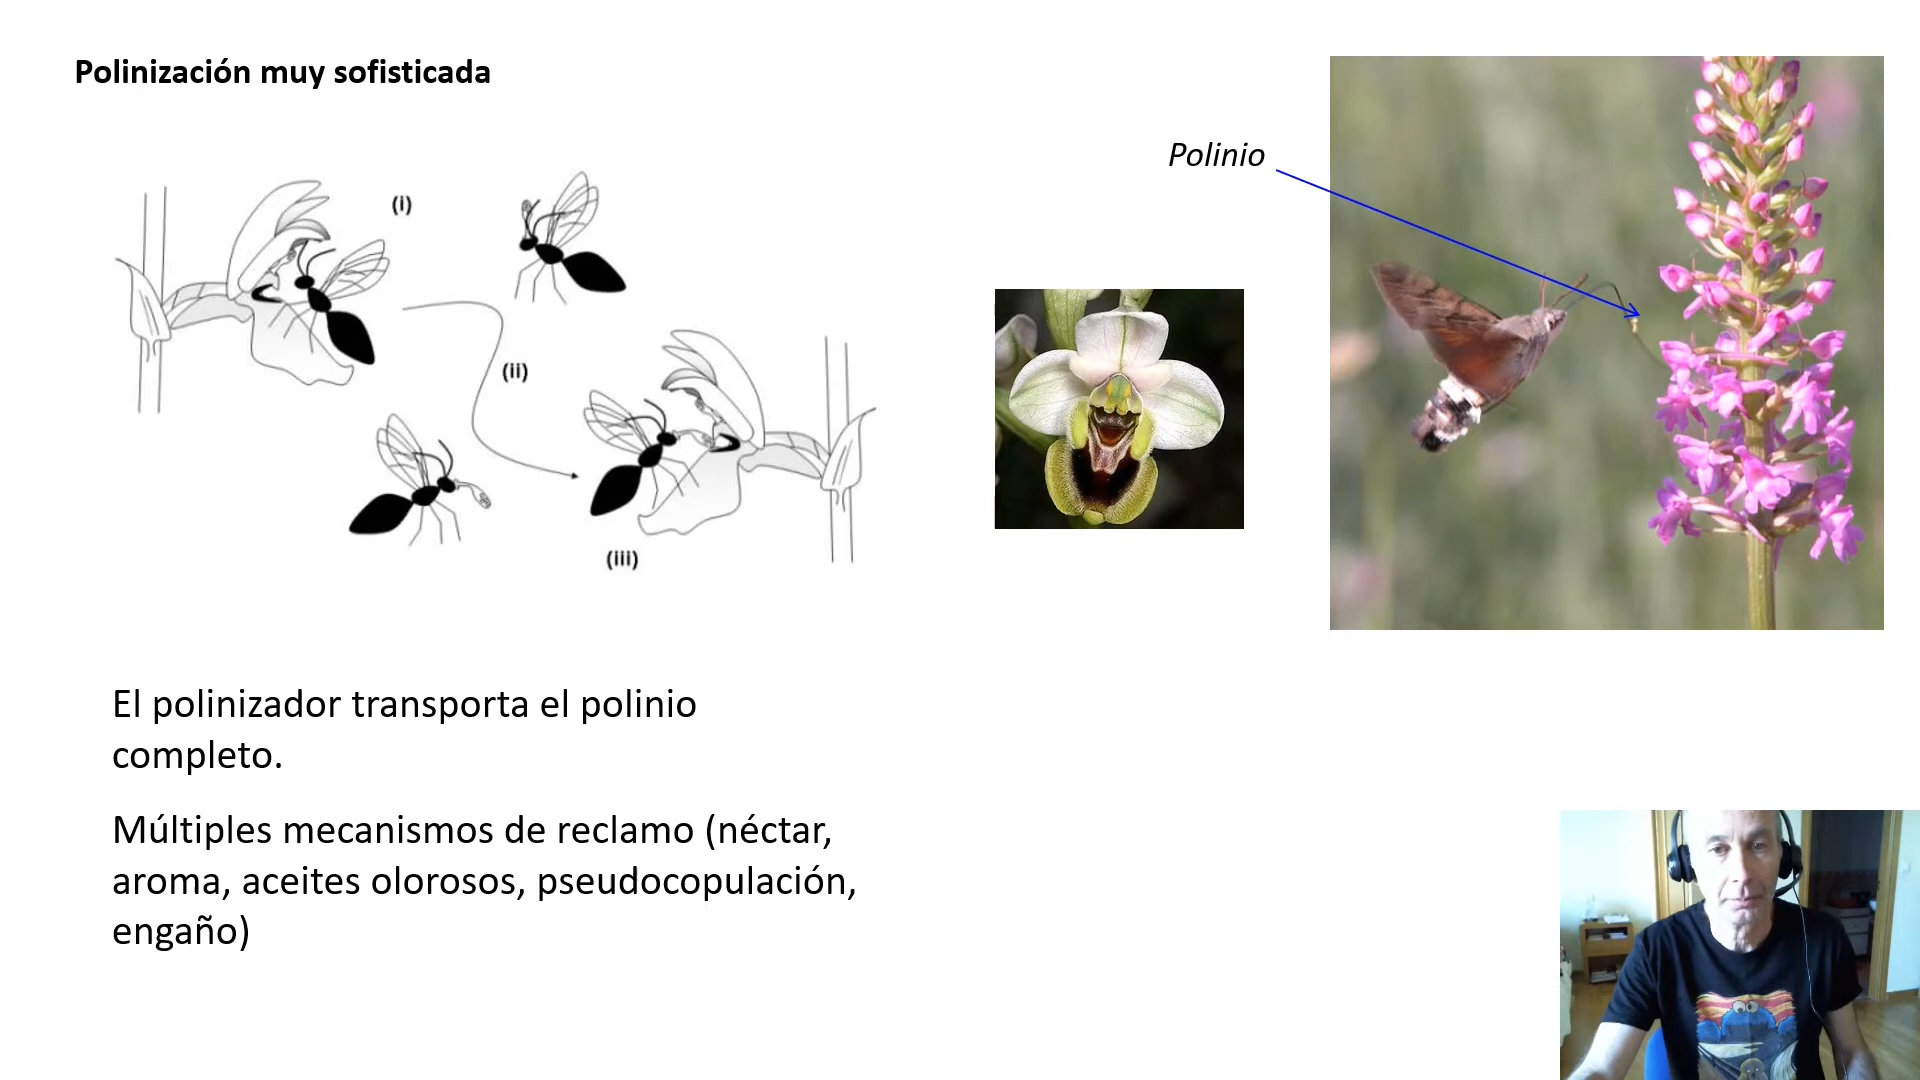 Polinización muy sofisticada
Polinio
(i)
(ii)
(iii)
El polinizador transporta el polinio
completo.
Múltiples mecanismos de reclamo (néctar,
aroma, aceites olorosos, pseudocopulación,
engaño)